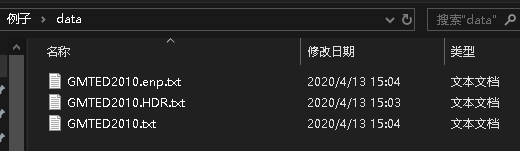 例子 › data
搜索"data"
名称 修改日期 类型
GMTED2010.enp.txt 2020/4/13 15:04 文本文档
GMTED2010.HDR.txt 2020/4/13 15:03 文本文档
GMTED2010.txt 2020/4/13 15:04 文本文档